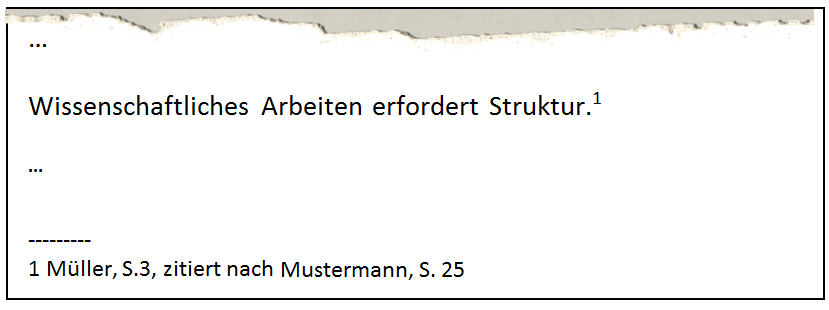 ...
Wissenschaftliches Arbeiten erfordert Struktur.¹
...
---------
1 Müller, S.3, zitiert nach Mustermann, S. 25